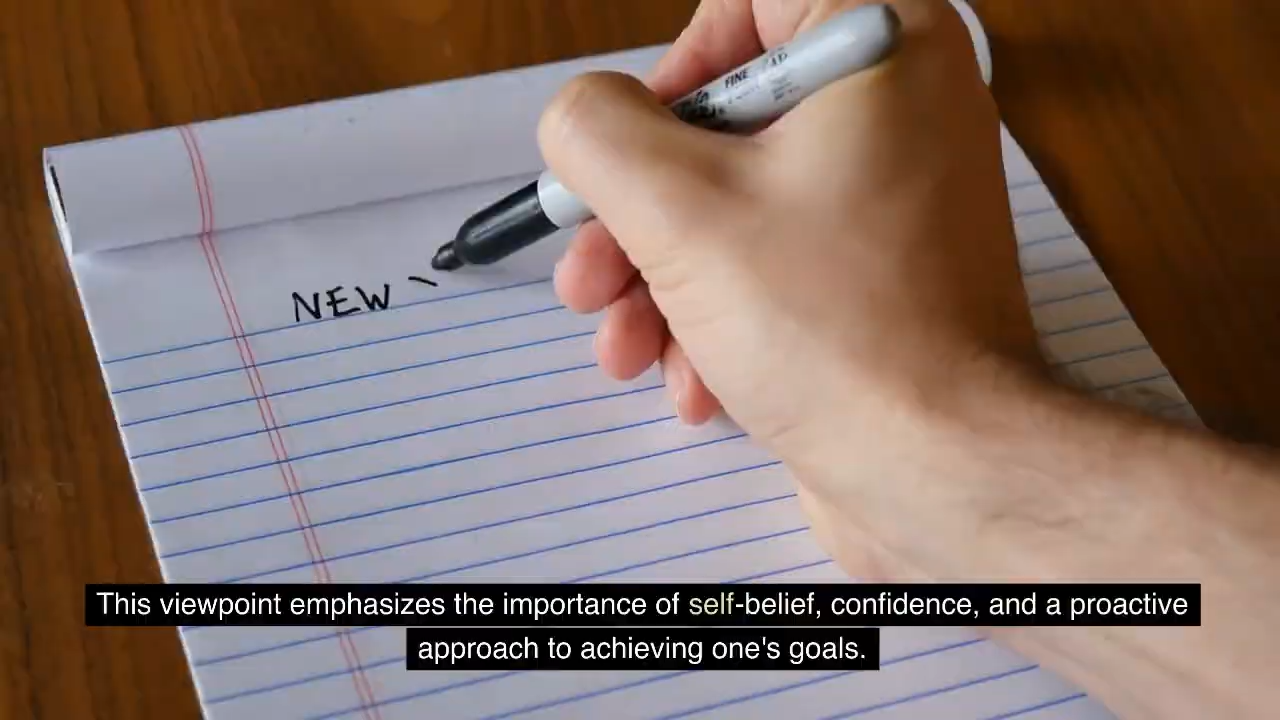 FINE
NEW
This viewpoint emphasizes the importance of self-belief, confidence, and a proactive
approach to achieving one's goals.